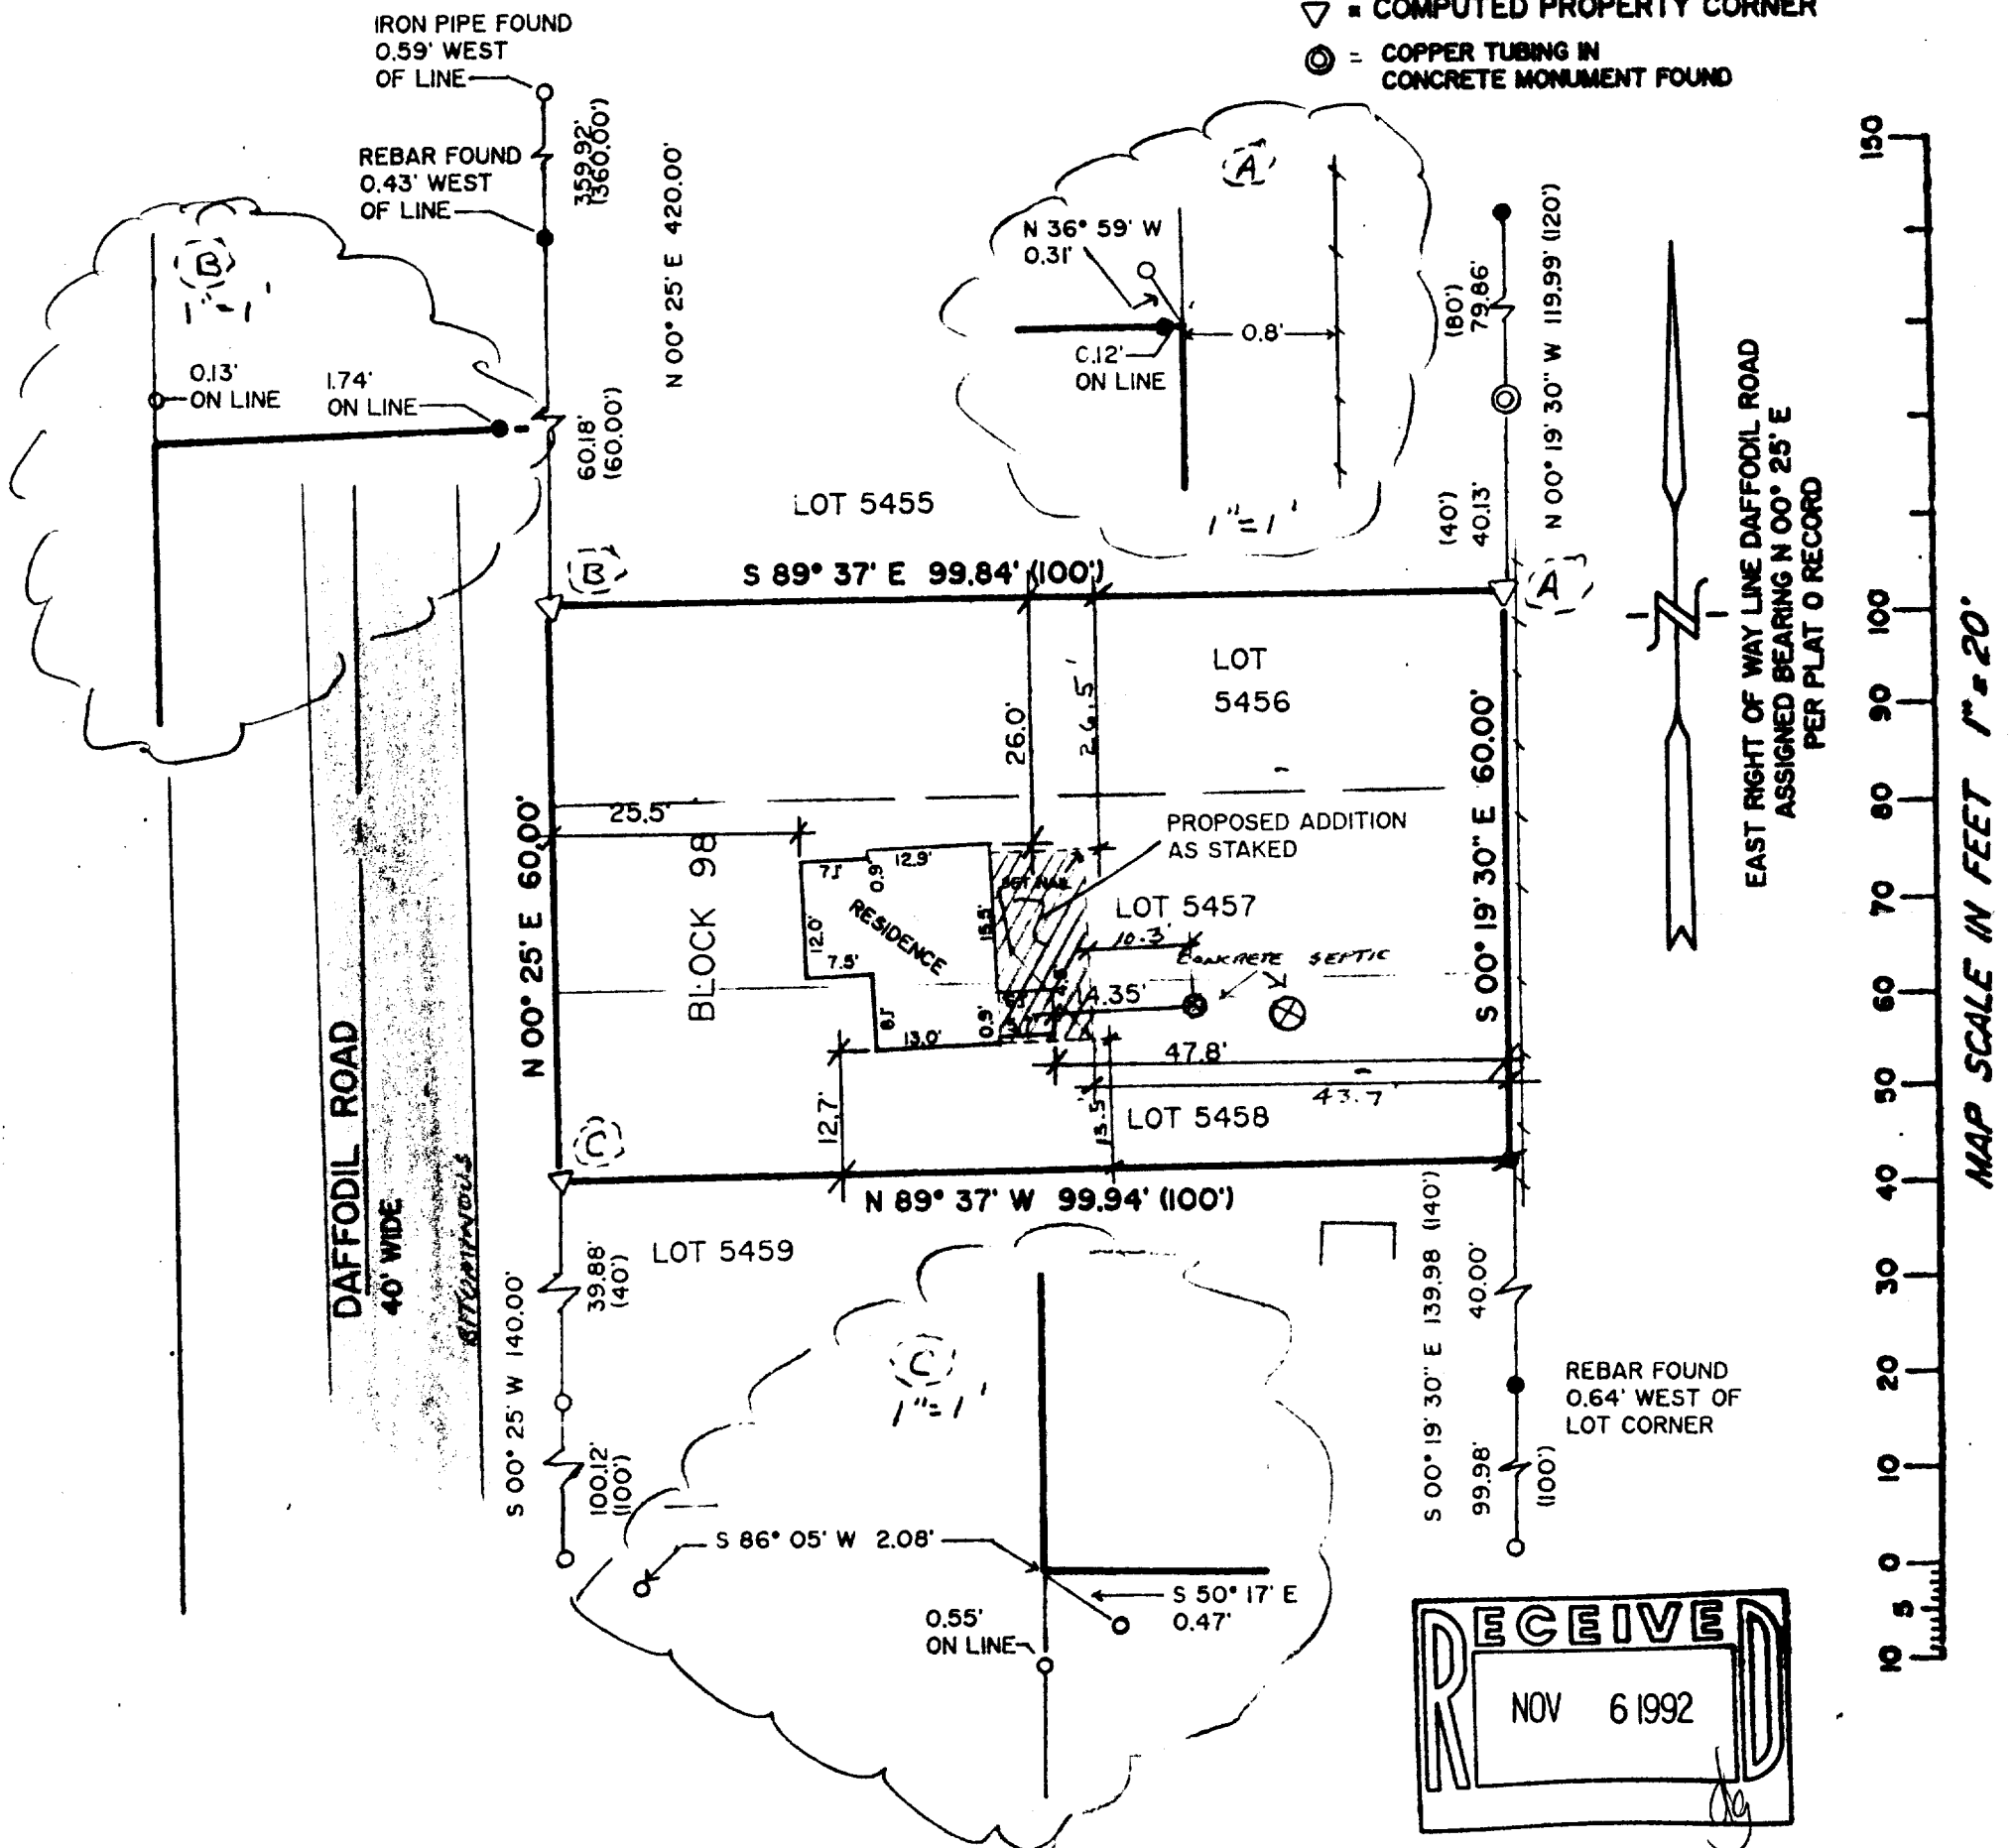 IRON PIPE FOUND
0.59' WEST
OF LINE
REBAR FOUND
0.43' WEST
OF LINE
359.92'
(360.00')
N 00° 25' E 420.00'
60.18'
(60.00')
= COMPUTED PROPERTY CORNER
= COPPER TUBING IN
CONCRETE MONUMENT FOUND
B
1"=1'
0.13'
ON LINE
1.74'
ON LINE
A
N 36° 59' W
0.31'
0.8'
C.12'
ON LINE
1"=1'
(80')
79.86'
(40')
40.13'
N 00° 19' 30" W 119.99' (120')
EAST RIGHT OF WAY LINE DAFFODIL ROAD
ASSIGNED BEARING N 00° 25' E
PER PLAT O RECORD
LOT 5455
B
S 89° 37' E 99.84' (100')
A
LOT
5456
26.0'
26.5'
S 00° 19' 30" E 60.00'
N 00° 25' E 60.00'
25.5'
BLOCK 98
7.1'
0.9'
12.9'
12.0'
RESIDENCE
15.5'
7.5'
8.1'
13.0'
0.9'
SET NAIL
PROPOSED ADDITION
AS STAKED
LOT 5457
10.3'
CONCRETE SEPTIC
4.35'
47.8'
43.7
12.7'
13.5'
LOT 5458
C
N 89° 37' W 99.94' (100')
DAFFODIL ROAD
40' WIDE
BITUMINOUS
LOT 5459
S 00° 25' W 140.00'
39.88'
(40')
100.12'
(100')
C
1"=1'
S 86° 05' W 2.08'
S 50° 17' E
0.47'
0.55'
ON LINE
S 00° 19' 30" E 139.98 (140')
40.00'
99.98'
(100')
REBAR FOUND
0.64' WEST OF
LOT CORNER
150
100
90
80
70
60
50
40
30
20
10
0
5
10
MAP SCALE IN FEET 1" = 20'
RECEIVED
NOV 6 1992